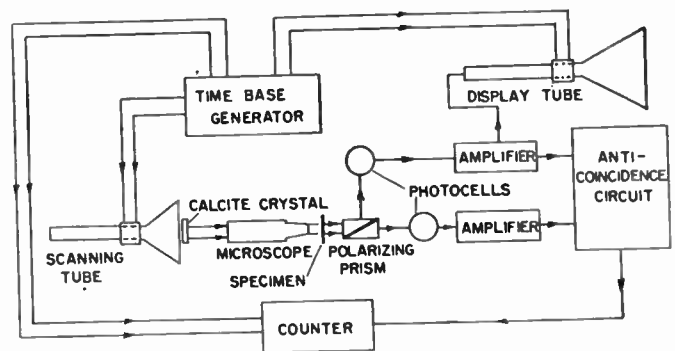 TIME BASE
GENERATOR
DISPLAY TUBE
AMPLIFIER
ANTI-
COINCIDENCE
CIRCUIT
PHOTOCELLS
CALCITE CRYSTAL
AMPLIFIER
MICROSCOPE
POLARIZING
PRISM
SCANNING
TUBE
SPECIMEN
COUNTER